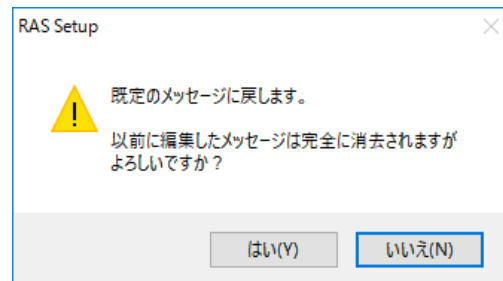 RAS Setup
既定のメッセージに戻します。
以前に編集したメッセージは完全に消去されますが
よろしいですか？
はい(Y)
いいえ(N)